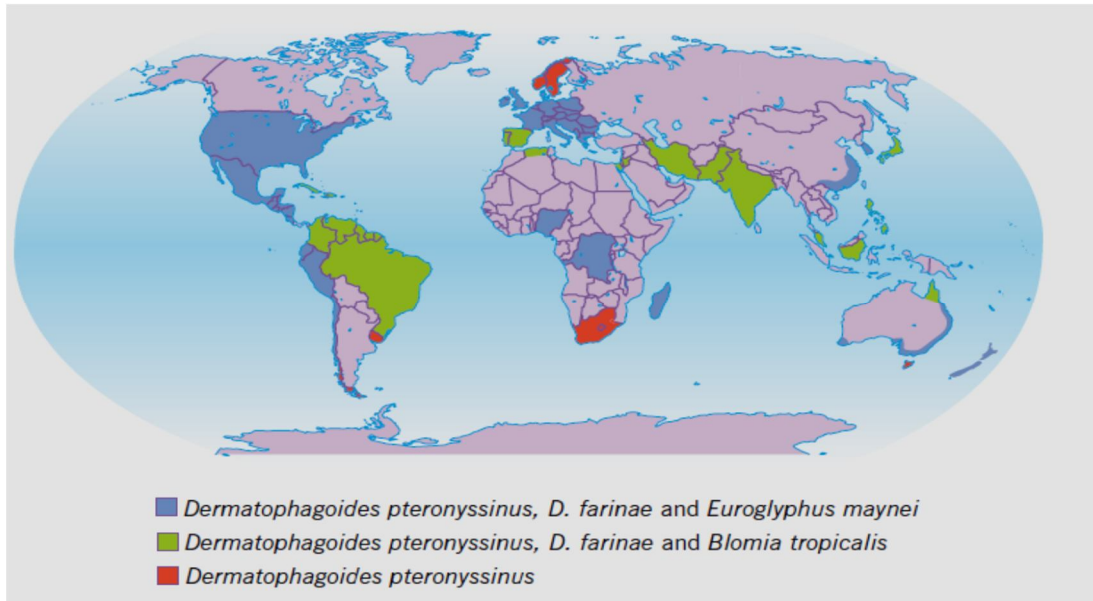 Dermatophagoides pteronyssinus, D. farinae and Euroglyphus maynei
Dermatophagoides pteronyssinus, D. farinae and Blomia tropicalis
Dermatophagoides pteronyssinus